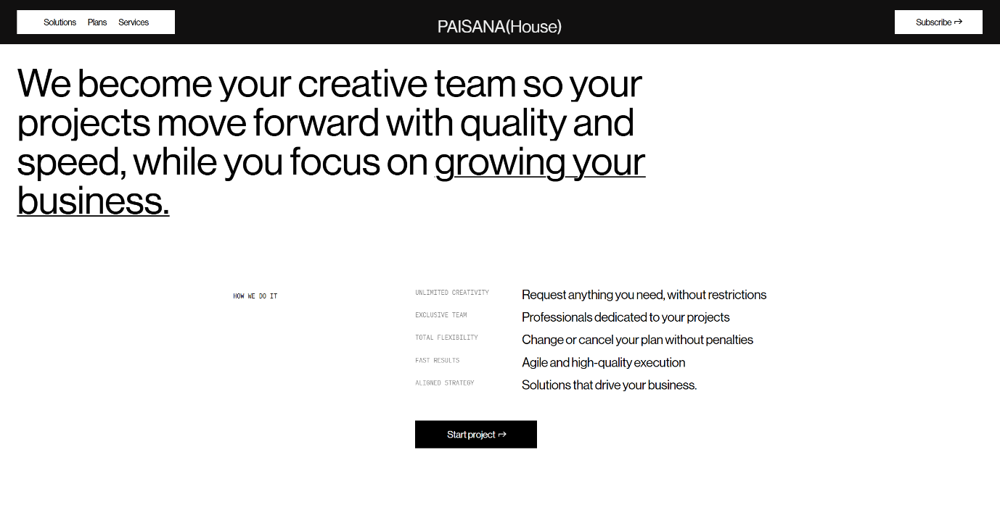 Solutions Plans Services
PAISANA(House)
Subscribe ↪
We become your creative team so your
projects move forward with quality and
speed, while you focus on growing your
business.
HOW WE DO IT
UNLIMITED CREATIVITY Request anything you need, without restrictions
EXCLUSIVE TEAM Professionals dedicated to your projects
TOTAL FLEXIBILITY Change or cancel your plan without penalties
FAST RESULTS Agile and high-quality execution
ALIGNED STRATEGY Solutions that drive your business.
Start project ↪